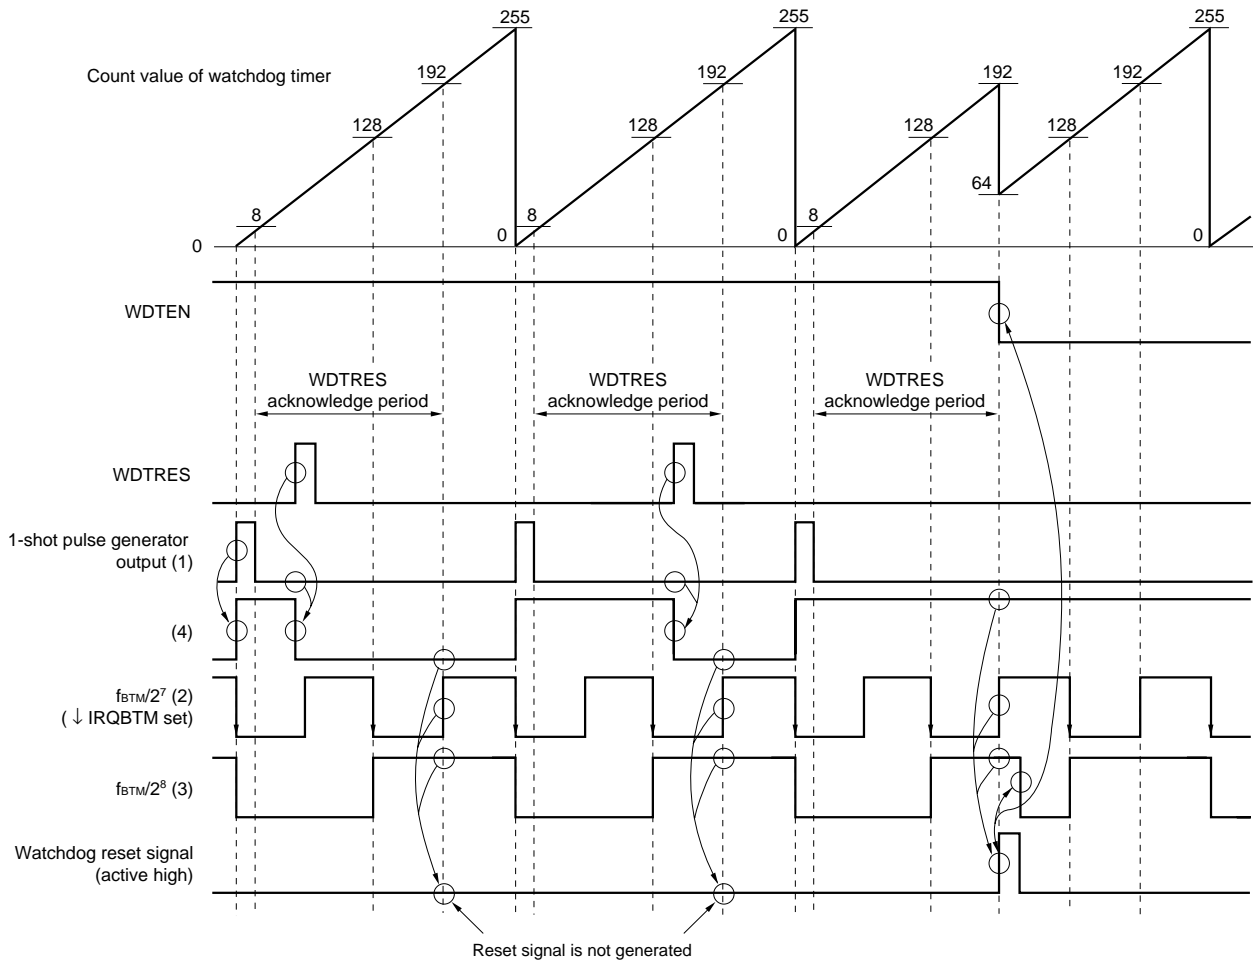 255
255
255
Count value of watchdog timer
192
192
192
192
128
128
128
128
64
8
8
8
0
0
0
0
WDTEN
WDTRES
acknowledge period
WDTRES
acknowledge period
WDTRES
acknowledge period
WDTRES
1-shot pulse generator
output (1)
(4)
fBTM/2⁷ (2)
(↓ IRQBTM set)
fBTM/2⁸ (3)
Watchdog reset signal
(active high)
Reset signal is not generated